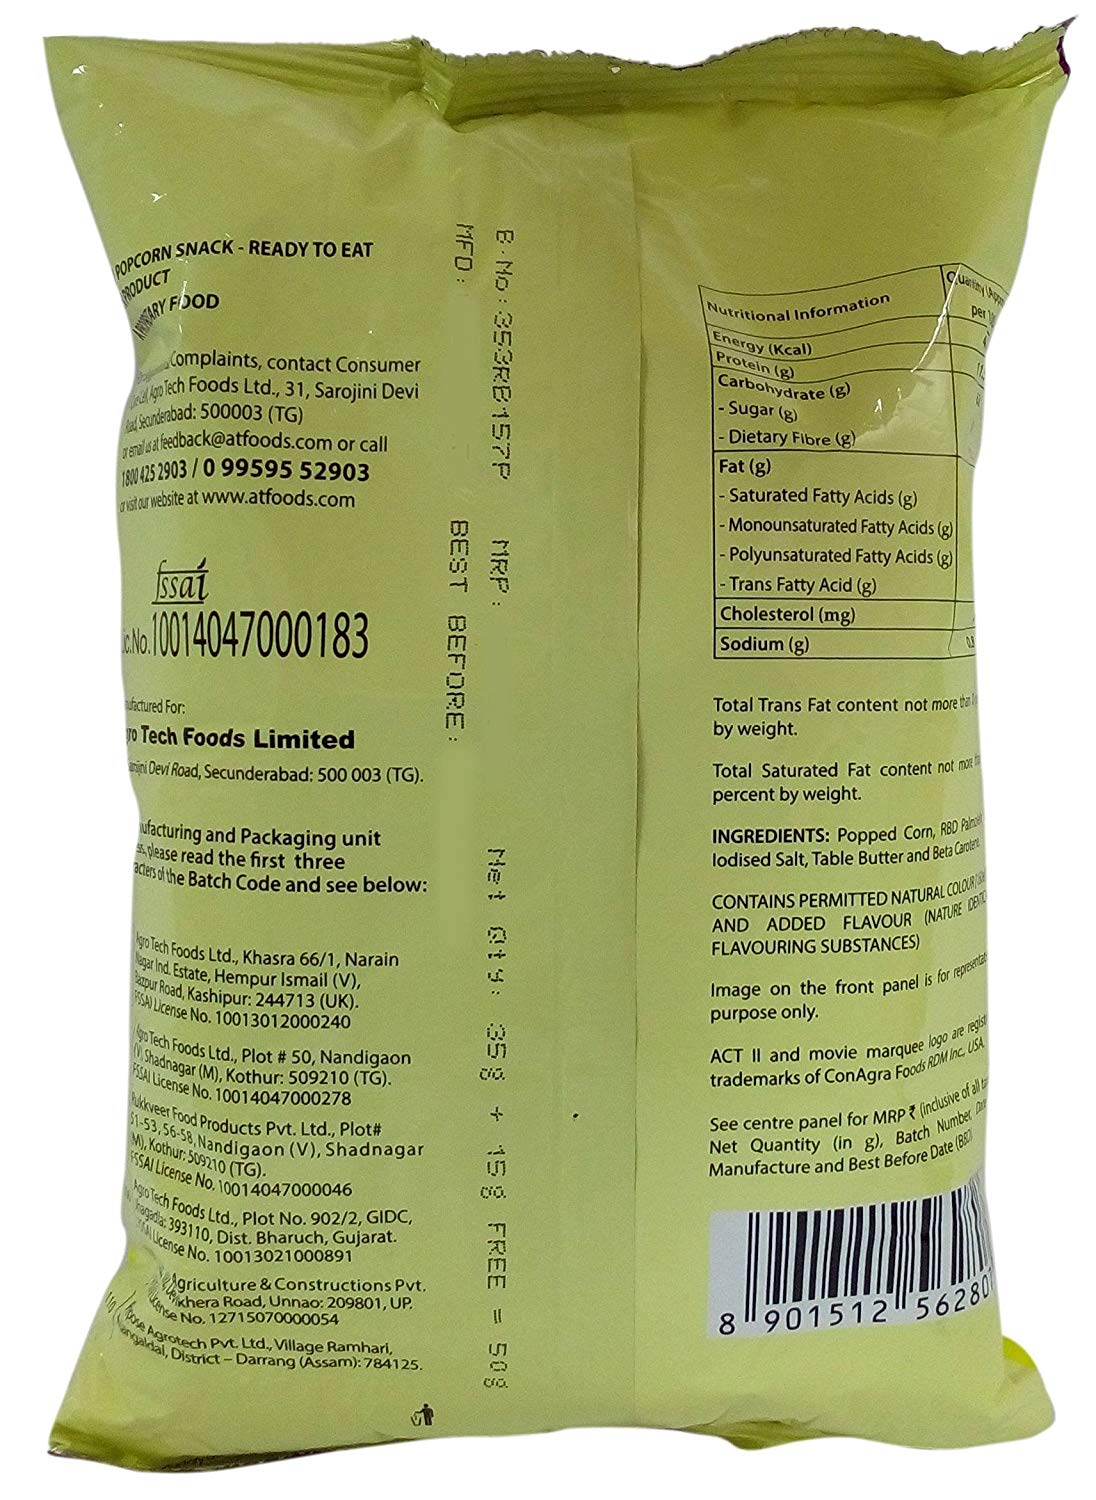 POPCORN SNACK - READY TO EAT
PRODUCT
FOOD
Complaints, contact Consumer
Agro Tech Foods Ltd., 31, Sarojini Devi
Road, Secunderabad: 500003 (TG)
or email us at feedback@atfoods.com or call
1800 425 2903 / 0 99595 52903
or visit our website at www.atfoods.com
fssai
Lic.No.10014047000183
For:
Tech Foods Limited
Devi Road, Secunderabad: 500 003 (TG).
and Packaging unit
please read the first three
of the Batch Code and see below:
Agro Tech Foods Ltd., Khasra 66/1, Narain
Nagar Ind. Estate, Hempur Ismail (V),
Bazpur Road, Kashipur: 244713 (UK).
FSSAI License No. 10013012000240
Agro Tech Foods Ltd., Plot # 50, Nandigaon
(V), Shadnagar (M), Kothur: 509210 (TG).
FSSAI License No. 10014047000278
Rukkveer Food Products Pvt. Ltd., Plot#
51-53, 56-58, Nandigaon (V), Shadnagar
(M), Kothur: 509210 (TG).
FSSAI License No. 10014047000046
Agro Tech Foods Ltd., Plot No. 902/2, GIDC,
393110, Dist. Bharuch, Gujarat.
License No. 10013021000891
Agriculture & Constructions Pvt.
Road, Unnao: 209801, UP.
License No. 12715070000054
Agrotech Pvt. Ltd., Village Ramhari,
District – Darrang (Assam): 784125.
MFD:
BEST BEFORE:
B.No:353REB157P
MRP:
Net Qty: 35g + 15g FREE = 50g
Nutritional Information
Quantity
per
Energy (Kcal)
Protein (g)
Carbohydrate (g)
- Sugar (g)
- Dietary Fibre (g)
Fat (g)
- Saturated Fatty Acids (g)
- Monounsaturated Fatty Acids (g)
- Polyunsaturated Fatty Acids (g)
- Trans Fatty Acid (g)
Cholesterol (mg)
Sodium (g)
Total Trans Fat content not more than
by weight.
Total Saturated Fat content not more
percent by weight.
INGREDIENTS: Popped Corn, RBD
Iodised Salt, Table Butter and Beta Carotene.
CONTAINS PERMITTED NATURAL COLOUR
AND ADDED FLAVOUR (NATURE
FLAVOURING SUBSTANCES)
Image on the front panel is for
purpose only.
ACT II and movie marquee logo are
trademarks of ConAgra Foods RDM Inc., USA.
See centre panel for MRP ₹ (inclusive of all
Net Quantity (in g), Batch Number,
Manufacture and Best Before Date
8 901512 56280